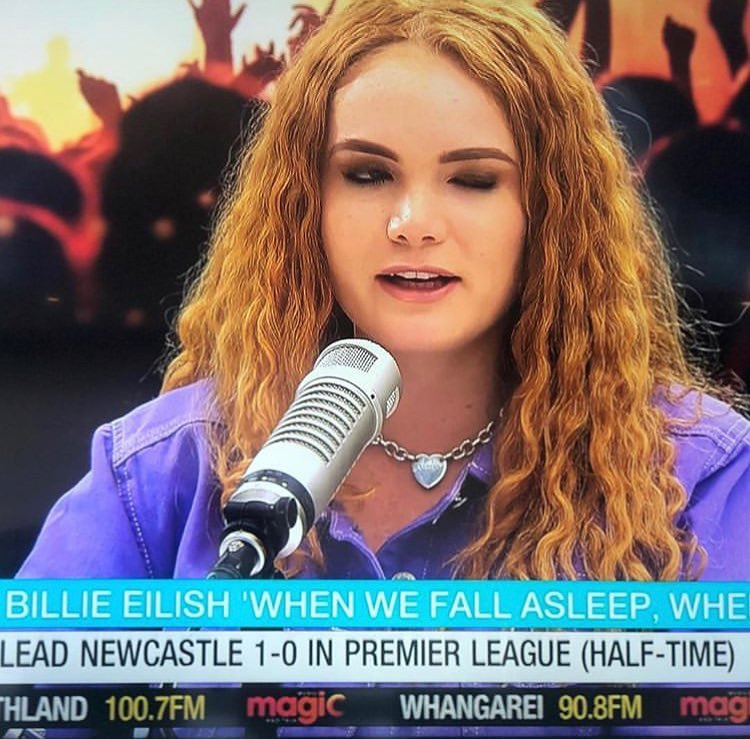 BILLIE EILISH 'WHEN WE FALL ASLEEP, WHE
LEAD NEWCASTLE 1-0 IN PREMIER LEAGUE (HALF-TIME)
THLAND 100.7FM magic WHANGAREI 90.8FM mag